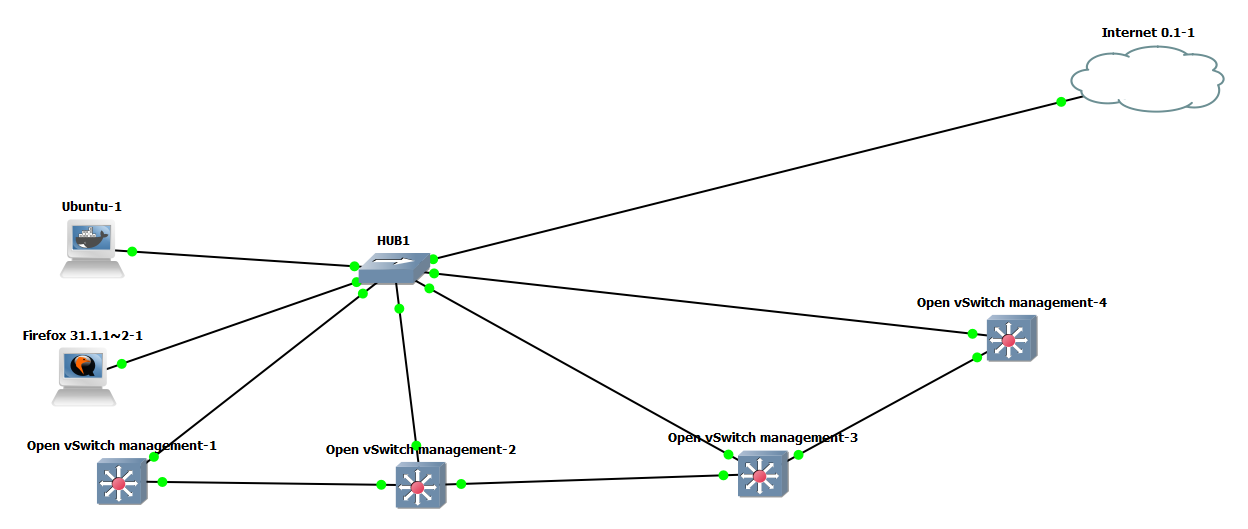 Internet 0.1-1
Ubuntu-1
HUB1
Open vSwitch management-4
Firefox 31.1.1~2-1
Open vSwitch management-1
Open vSwitch management-2
Open vSwitch management-3